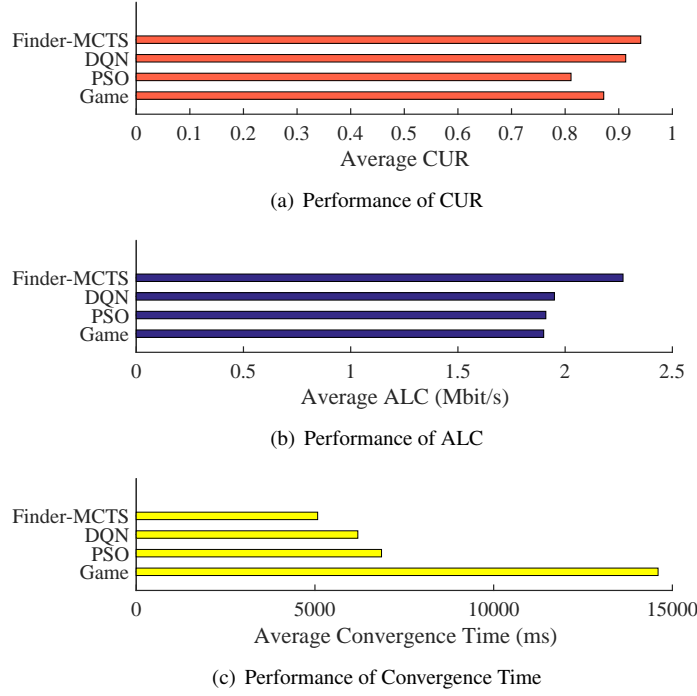 Finder-MCTS
DQN
PSO
Game
0 0.1 0.2 0.3 0.4 0.5 0.6 0.7 0.8 0.9 1
Average CUR
(a) Performance of CUR
Finder-MCTS
DQN
PSO
Game
0 0.5 1 1.5 2 2.5
Average ALC (Mbit/s)
(b) Performance of ALC
Finder-MCTS
DQN
PSO
Game
0 5000 10000 15000
Average Convergence Time (ms)
(c) Performance of Convergence Time